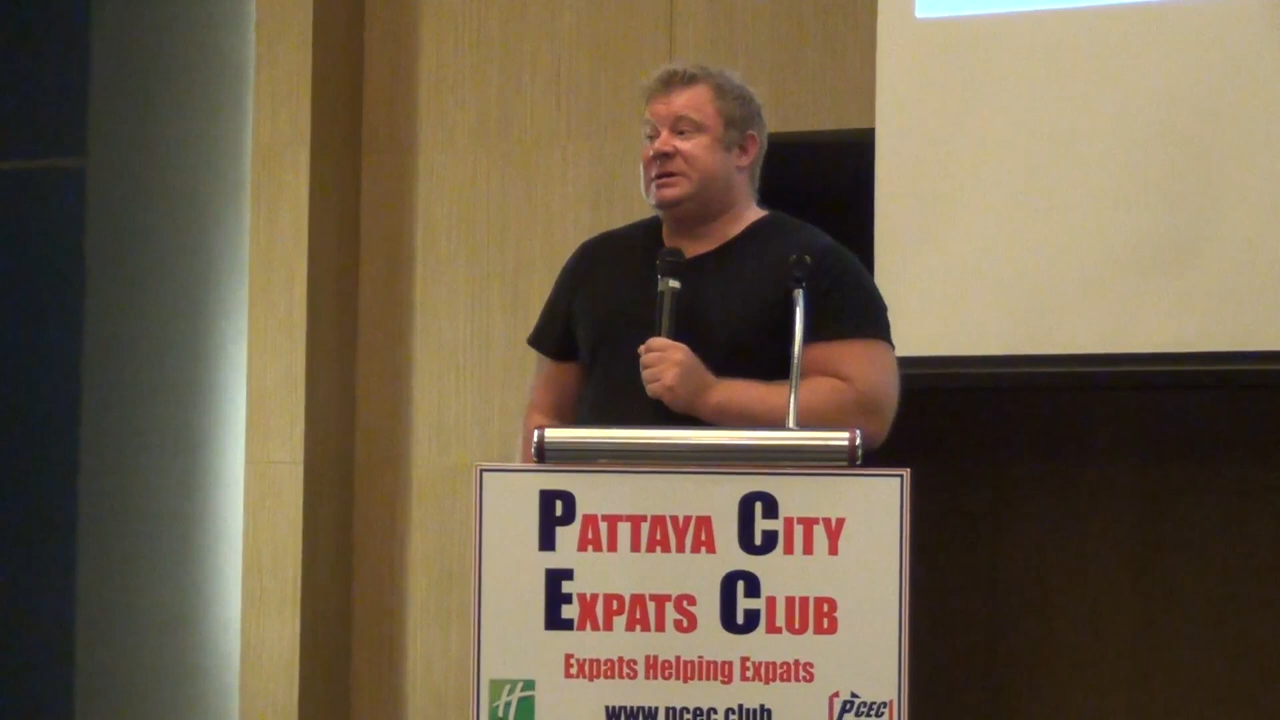 PATTAYA CITY
EXPATS CLUB
Expats Helping Expats
H
www.pcec.club
PCEC